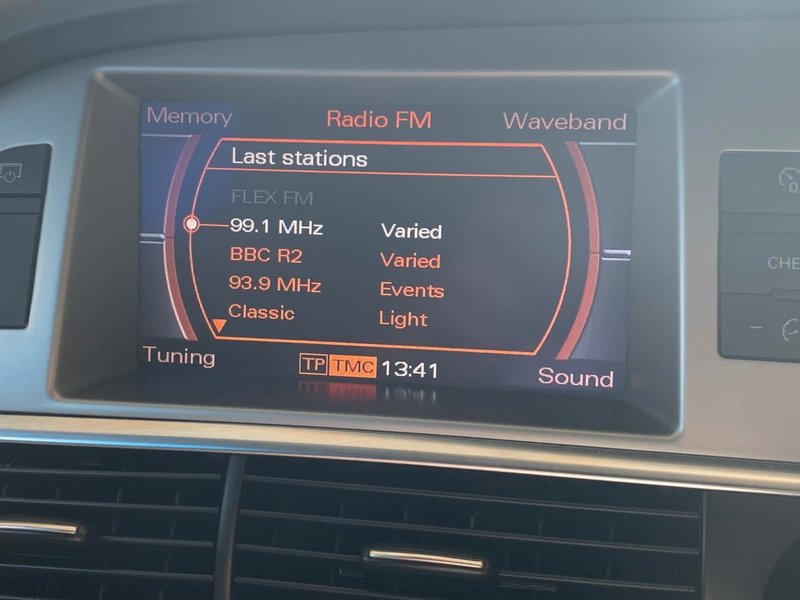 Memory Radio FM Waveband
Last stations
FLEX FM
99.1 MHz Varied
BBC R2 Varied
93.9 MHz Events
Classic Light
Tuning TP TMC 13:41 Sound
CHE